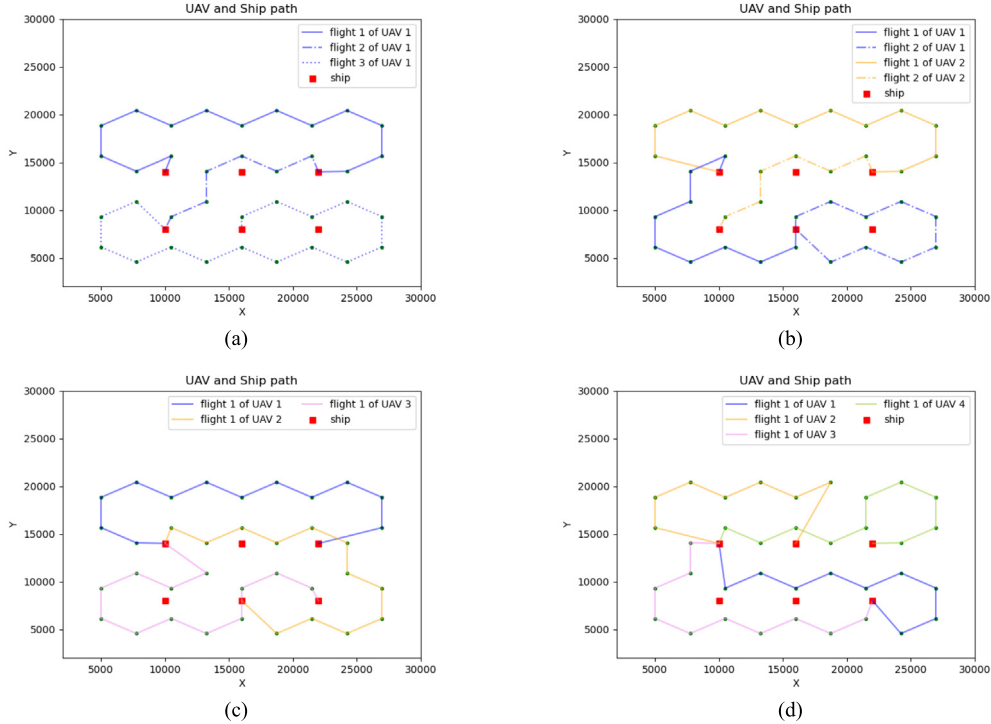 UAV and Ship path
flight 1 of UAV 1
flight 2 of UAV 1
flight 3 of UAV 1
ship
30000
25000
20000
15000
10000
5000
Y
5000 10000 15000 20000 25000 30000
X
(a)
UAV and Ship path
flight 1 of UAV 1
flight 2 of UAV 1
flight 1 of UAV 2
flight 2 of UAV 2
ship
30000
25000
20000
15000
10000
5000
Y
5000 10000 15000 20000 25000 30000
X
(b)
UAV and Ship path
flight 1 of UAV 1 flight 1 of UAV 3
flight 1 of UAV 2 ship
30000
25000
20000
15000
10000
5000
Y
5000 10000 15000 20000 25000 30000
X
(c)
UAV and Ship path
flight 1 of UAV 1 flight 1 of UAV 4
flight 1 of UAV 2 ship
flight 1 of UAV 3
30000
25000
20000
15000
10000
5000
Y
5000 10000 15000 20000 25000 30000
X
(d)